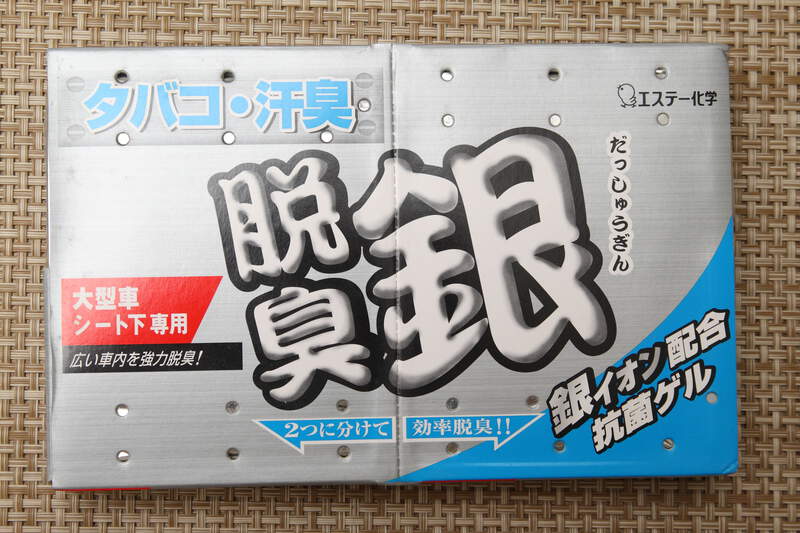 タバコ・汗臭
エステー化学
脱臭銀
だっしゅうぎん
大型車
シート下専用
広い車内を強力脱臭!
銀イオン配合
抗菌ゲル
2つに分けて 効率脱臭!!